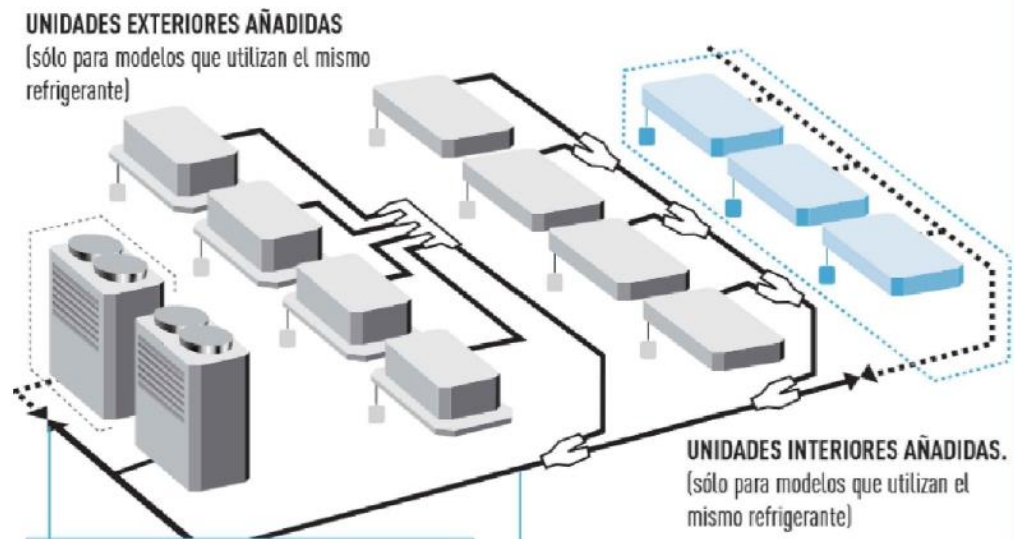 UNIDADES EXTERIORES AÑADIDAS
(sólo para modelos que utilizan el mismo
refrigerante)
UNIDADES INTERIORES AÑADIDAS.
(sólo para modelos que utilizan el
mismo refrigerante)